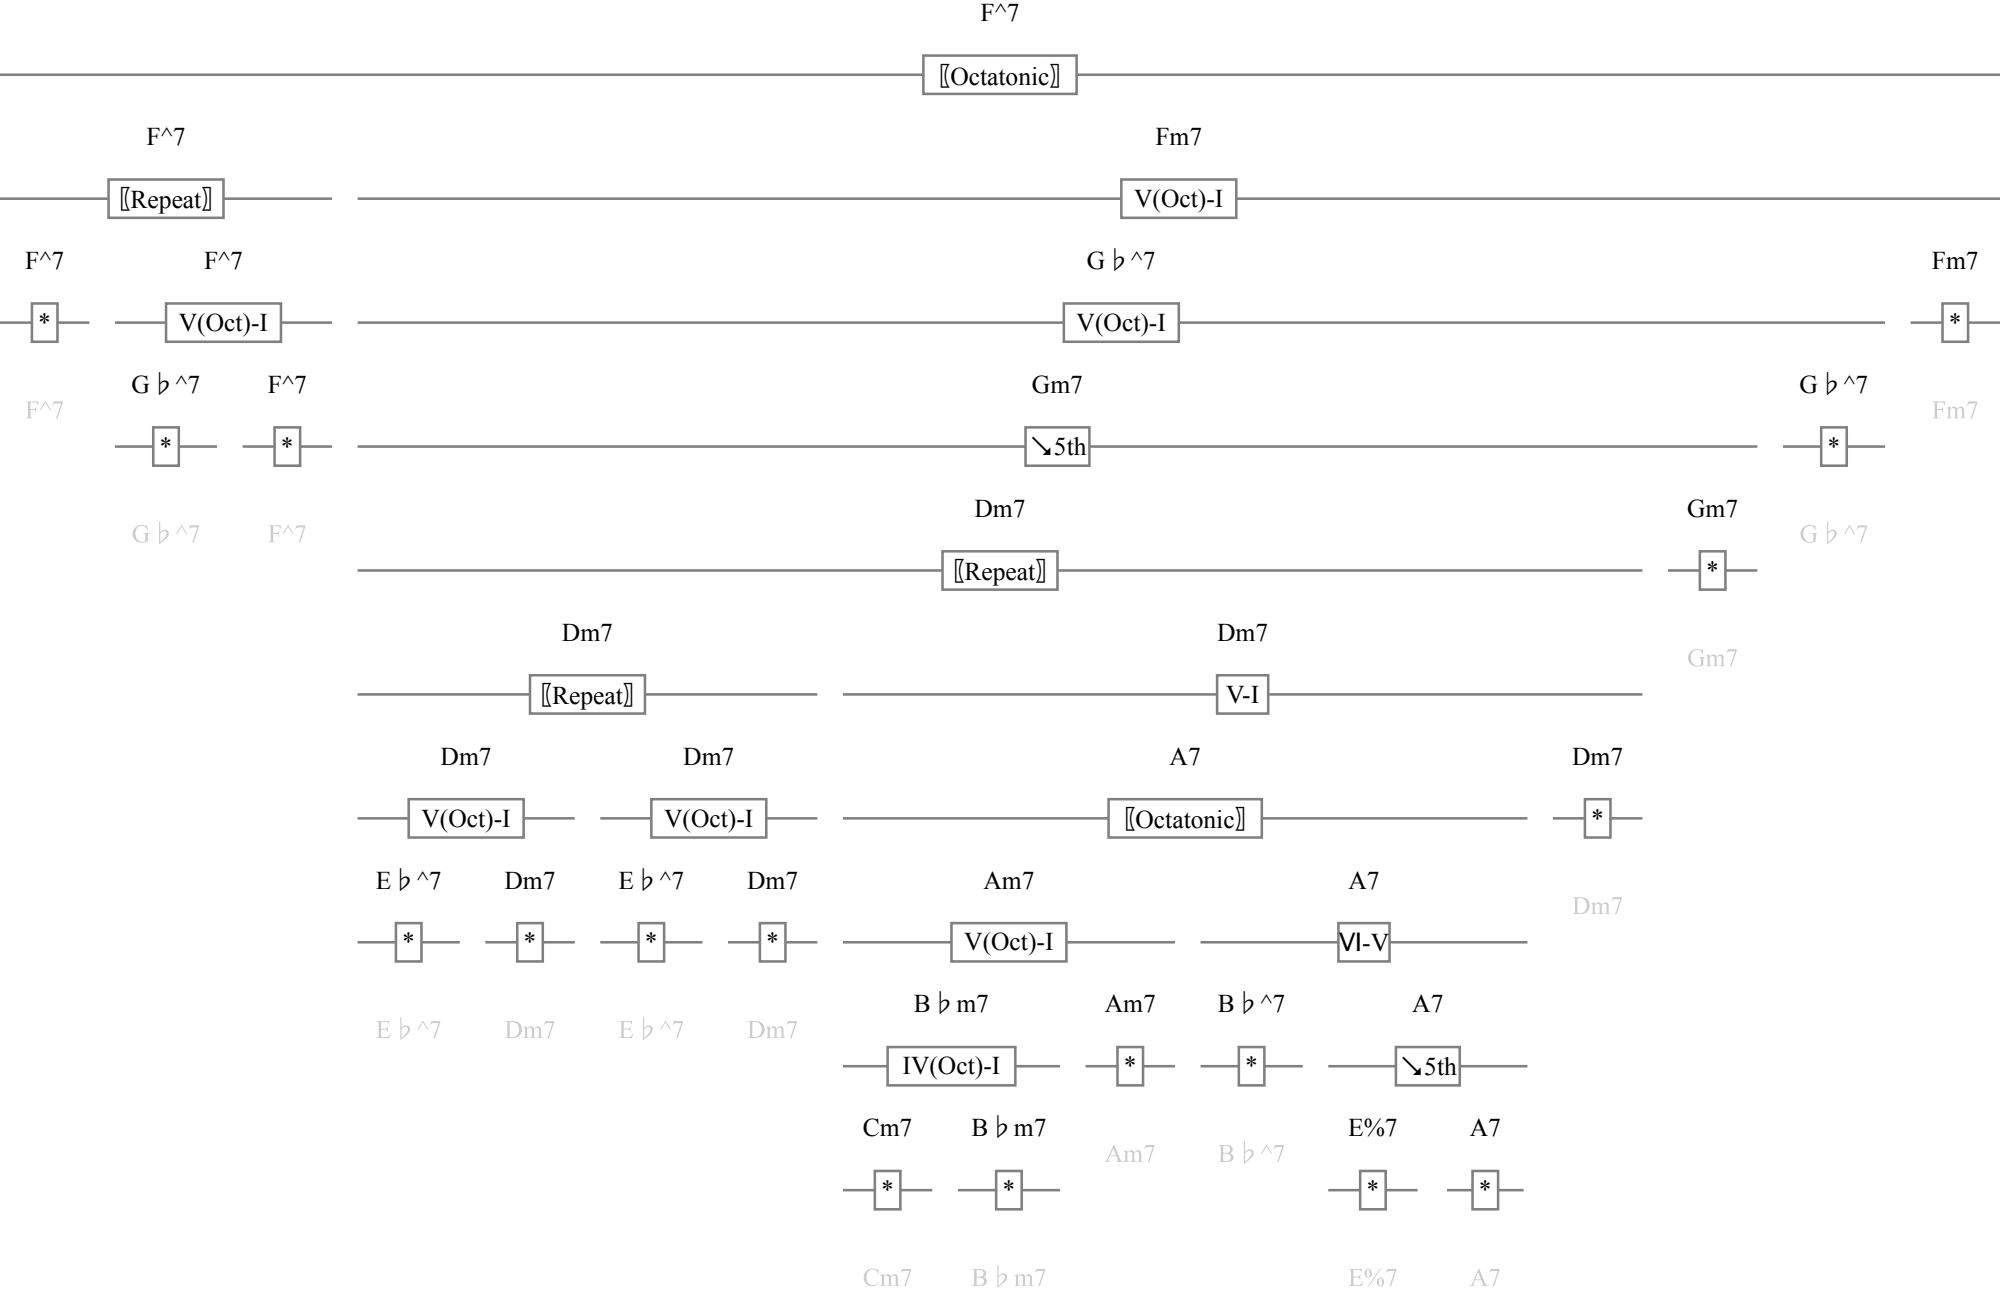 F^7
⟦Octatonic⟧
F^7 Fm7
⟦Repeat⟧ V(Oct)-I
F^7 F^7 G♭^7 Fm7
* V(Oct)-I V(Oct)-I *
G♭^7 F^7 Gm7 G♭^7
F^7 Fm7
* * ↘5th *
Dm7 Gm7
G♭^7 F^7 G♭^7
⟦Repeat⟧ *
Dm7 Dm7
Gm7
⟦Repeat⟧ V-I
Dm7 Dm7 A7 Dm7
V(Oct)-I V(Oct)-I ⟦Octatonic⟧ *
E♭^7 Dm7 E♭^7 Dm7 Am7 A7
Dm7
* * * * V(Oct)-I Ⅵ-V
B♭m7 Am7 B♭^7 A7
E♭^7 Dm7 E♭^7 Dm7
IV(Oct)-I * * ↘5th
Cm7 B♭m7 E%7 A7
Am7 B♭^7
* * * *
Cm7 B♭m7 E%7 A7